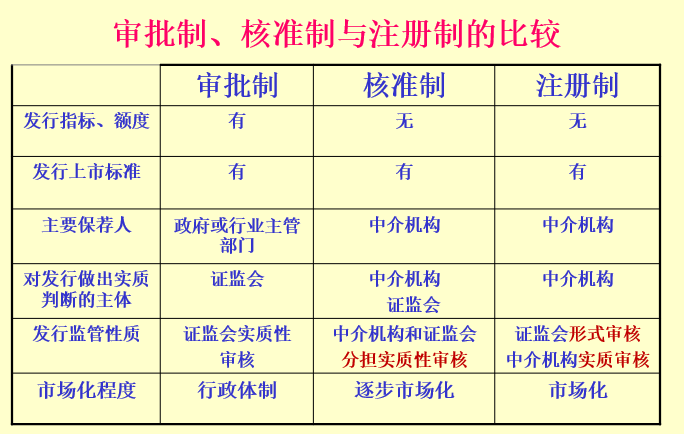 审批制、核准制与注册制的比较
审批制 核准制 注册制
发行指标、额度 有 无 无
发行上市标准 有 有 有
主要保荐人 政府或行业主管 中介机构 中介机构
部门
对发行做出实质 证监会 中介机构 中介机构
判断的主体 证监会
发行监管性质 证监会实质性 中介机构和证监会 证监会形式审核
审核 分担实质性审核 中介机构实质审核
市场化程度 行政体制 逐步市场化 市场化